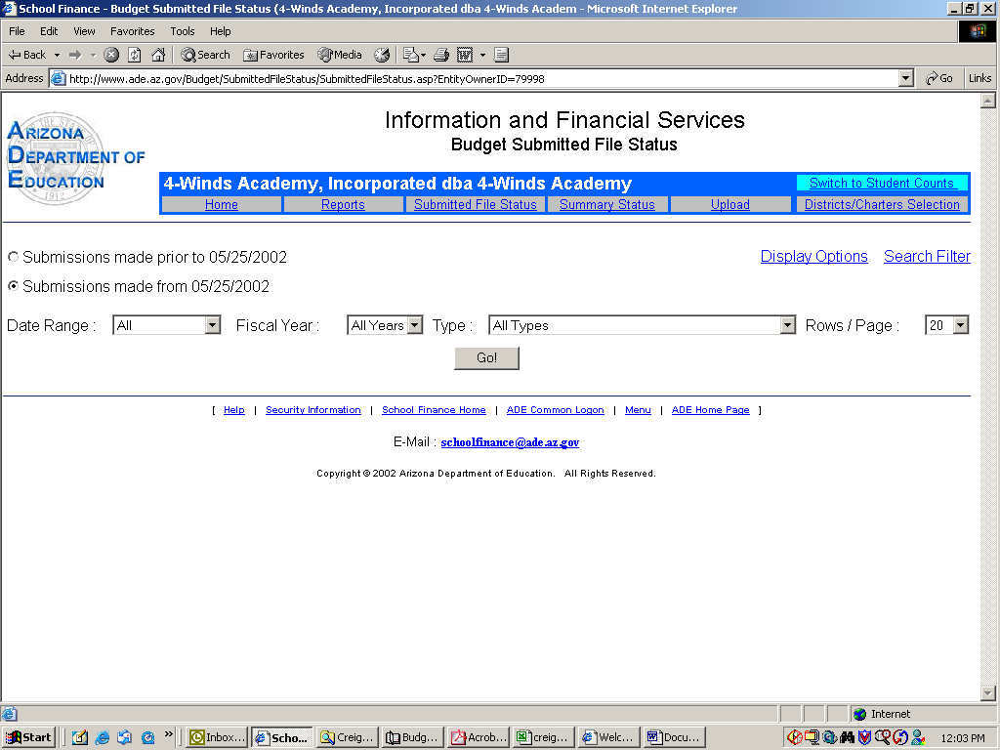 School Finance - Budget Submitted File Status (4-Winds Academy, Incorporated dba 4-Winds Academ - Microsoft Internet Explorer
File Edit View Favorites Tools Help
Back Search Favorites Media
Address http://www.ade.az.gov/Budget/SubmittedFileStatus/SubmittedFileStatus.asp?EntityOwnerID=79998 Go Links
ARIZONA
DEPARTMENT OF
EDUCATION
1912
Information and Financial Services
Budget Submitted File Status
4-Winds Academy, Incorporated dba 4-Winds Academy Switch to Student Counts
Home Reports Submitted File Status Summary Status Upload Districts/Charters Selection
Submissions made prior to 05/25/2002 Display Options Search Filter
Submissions made from 05/25/2002
Date Range : All Fiscal Year : All Years Type : All Types Rows / Page : 20
Go!
[ Help | Security Information | School Finance Home | ADE Common Logon | Menu | ADE Home Page ]
E-Mail : schoolfinance@ade.az.gov
Copyright © 2002 Arizona Department of Education. All Rights Reserved.
Internet
Start » Inbox... Scho... Creig... Budg... Acrob... creig... Welc... Docu... 12:03 PM